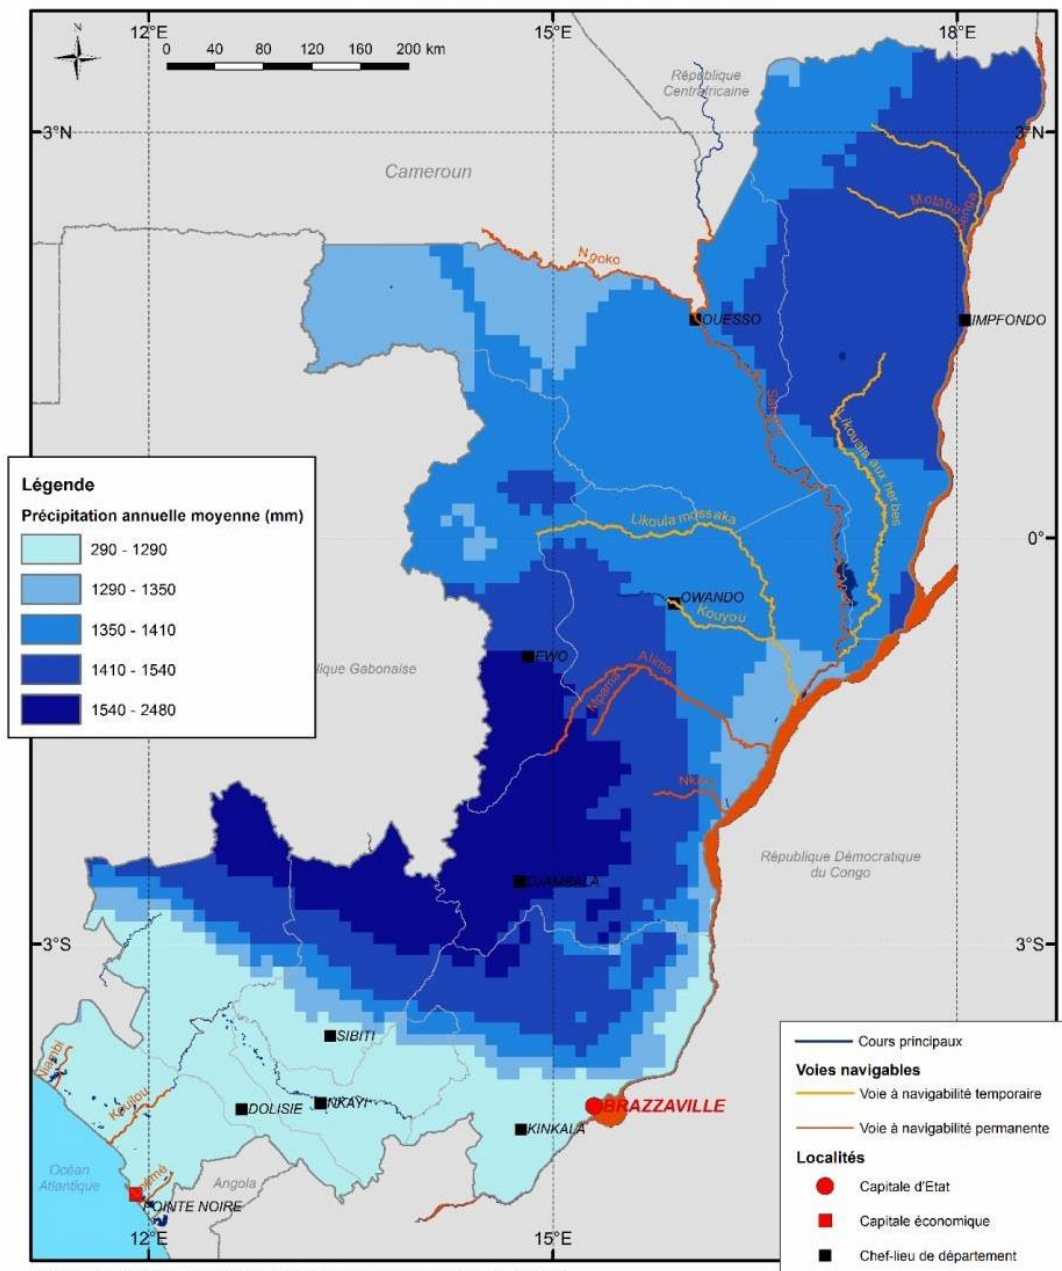 N
12°E
15°E
18°E
0 40 80 120 160 200 km
République
Centrafricaine
3°N
3°N
Cameroun
Motaba
Ngoko
OUESSO
IMPFONDO
Likouala aux herbes
Légende
Précipitation annuelle moyenne (mm)
290 - 1290
1290 - 1350
1350 - 1410
1410 - 1540
1540 - 2480
Likoula mossaka
0°
OWANDO
Kouyou
EWO
blique Gabonaise
Alima
Mpama
DJAMBALA
République Démocratique
du Congo
3°S
3°S
SIBITI
Niambi
Kouilou
DOLISIE
NKAYI
BRAZZAVILLE
KINKALA
Océan
Atlantique
Angola
POINTE NOIRE
12°E
15°E
Cours principaux
Voies navigables
Voie à navigabilité temporaire
Voie à navigabilité permanente
Localités
Capitale d'Etat
Capitale économique
Chef-lieu de département